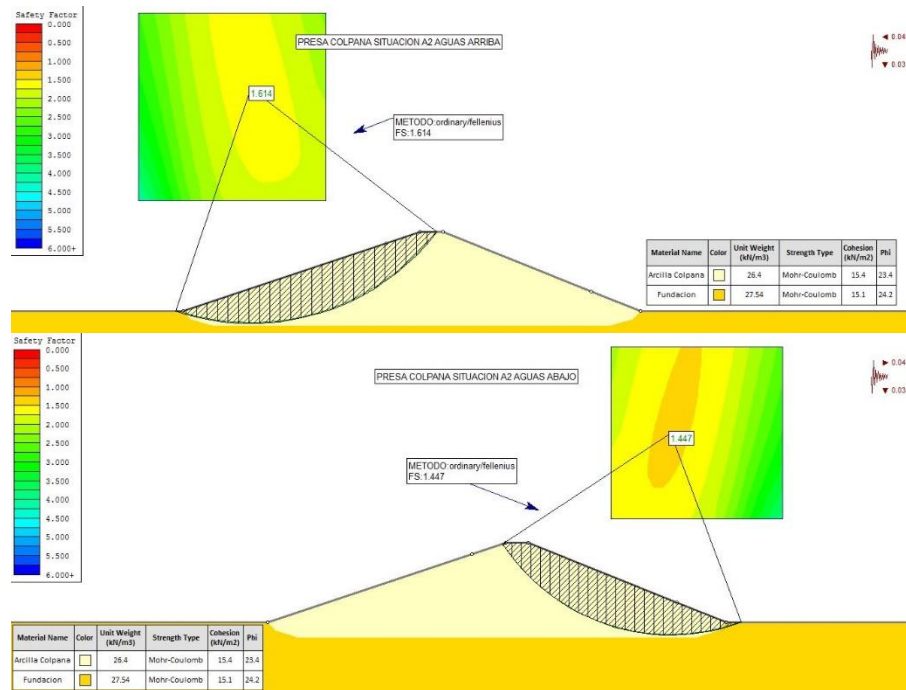 Safety Factor
0.000
0.500
1.000
1.500
2.000
2.500
3.000
3.500
4.000
4.500
5.000
5.500
6.000+
PRESA COLPANA SITUACION A2 AGUAS ARRIBA
1.614
METODO:ordinary/fellenius
FS:1.614
0.04
0.03
Material Name Color Unit Weight (kN/m3) Strength Type Cohesion (kN/m2) Phi
Arcilla Colpana 26.4 Mohr-Coulomb 15.4 23.4
Fundacion 27.54 Mohr-Coulomb 15.1 24.2
Safety Factor
0.000
0.500
1.000
1.500
2.000
2.500
3.000
3.500
4.000
4.500
5.000
5.500
6.000+
PRESA COLPANA SITUACION A2 AGUAS ABAJO
1.447
METODO:ordinary/fellenius
FS:1.447
0.04
0.03
Material Name Color Unit Weight (kN/m3) Strength Type Cohesion (kN/m2) Phi
Arcilla Colpana 26.4 Mohr-Coulomb 15.4 23.4
Fundacion 27.54 Mohr-Coulomb 15.1 24.2